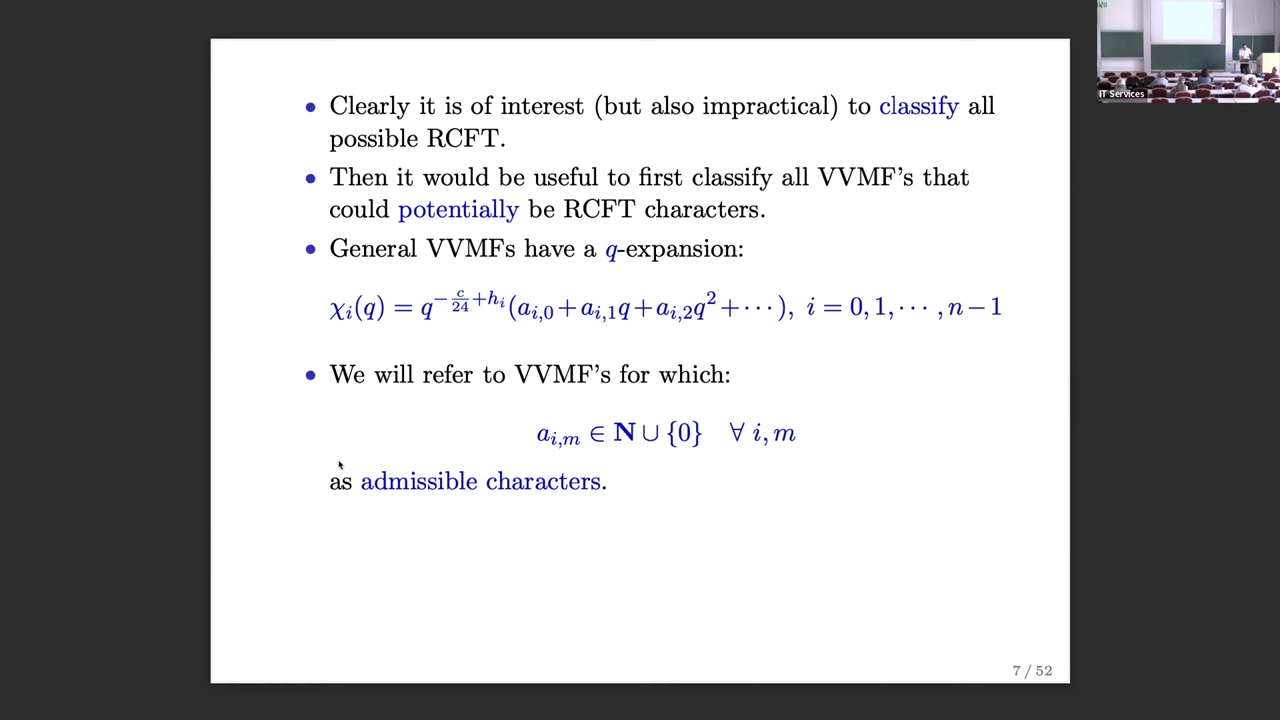 • Clearly it is of interest (but also impractical) to classify all
possible RCFT.
• Then it would be useful to first classify all VVMF's that
could potentially be RCFT characters.
• General VVMFs have a q-expansion:
χ_i(q) = q^{-c/24 + h_i}(a_{i,0} + a_{i,1}q + a_{i,2}q^2 + ···), i = 0, 1, ··· , n − 1
• We will refer to VVMF's for which:
a_{i,m} ∈ N ∪ {0} ∀ i, m
as admissible characters.
7 / 52
IT Services